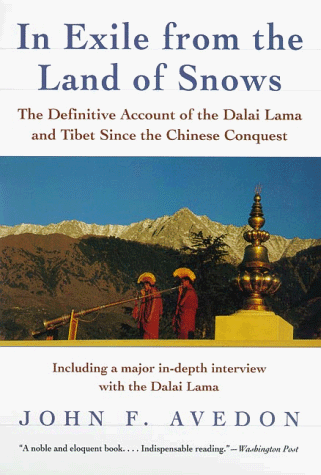 In Exile from the
Land of Snows
The Definitive Account of the Dalai Lama
and Tibet Since the Chinese Conquest
Including a major in-depth interview
with the Dalai Lama
JOHN F. AVEDON
"A noble and eloquent book. . . . Indispensable reading."—Washington Post